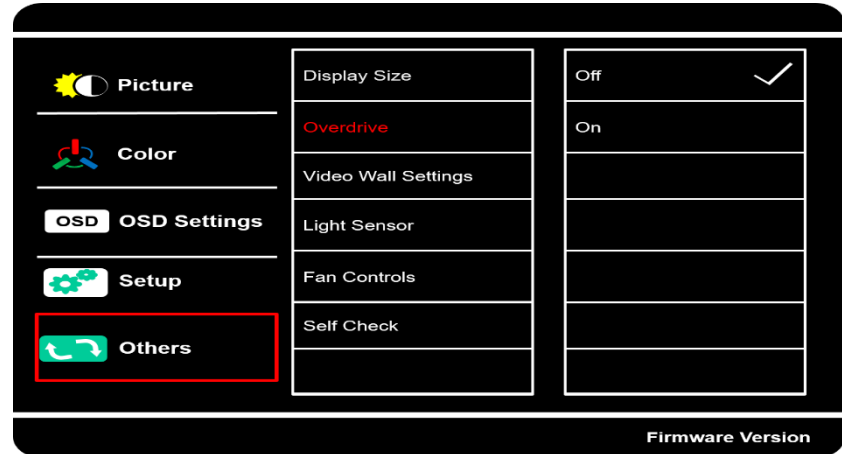 Picture
Color
OSD OSD Settings
Setup
Others
Display Size
Overdrive
Video Wall Settings
Light Sensor
Fan Controls
Self Check
Off
On
Firmware Version